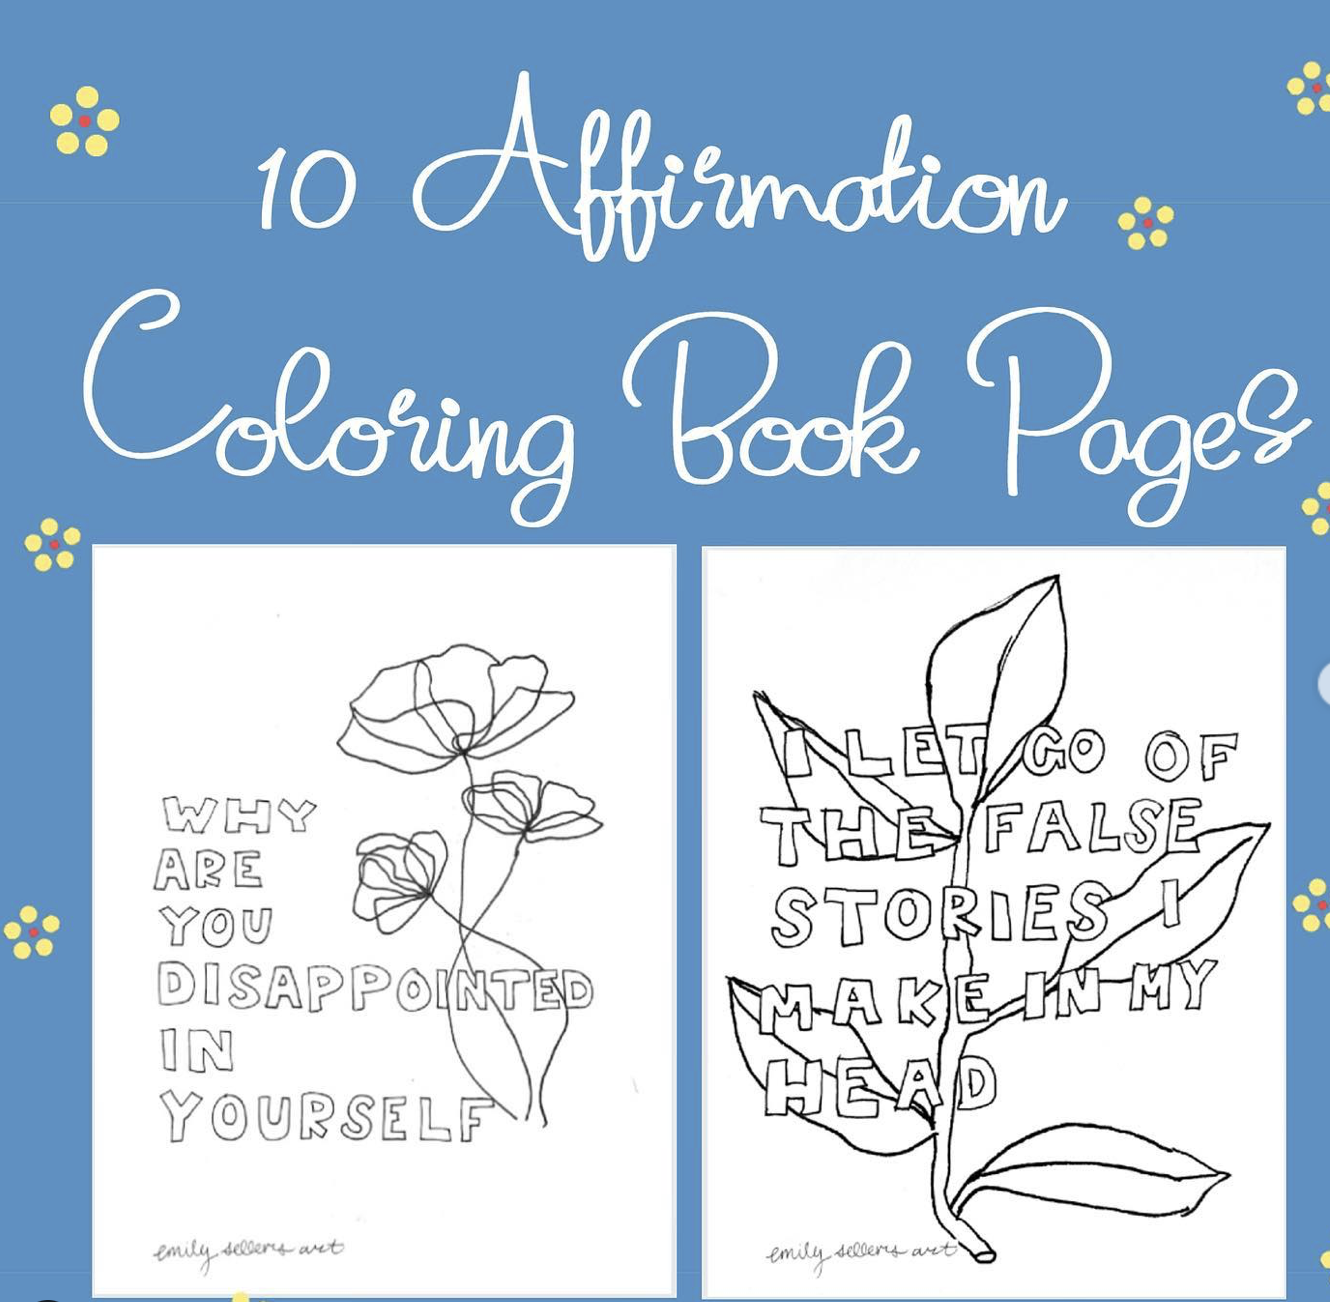 10 Affirmation
Coloring Book Pages
WHY
ARE
YOU
DISAPPOINTED
IN
YOURSELF
emily sellers art
I LET GO OF
THE FALSE
STORIES I
MAKE IN MY
HEAD
emily sellers art